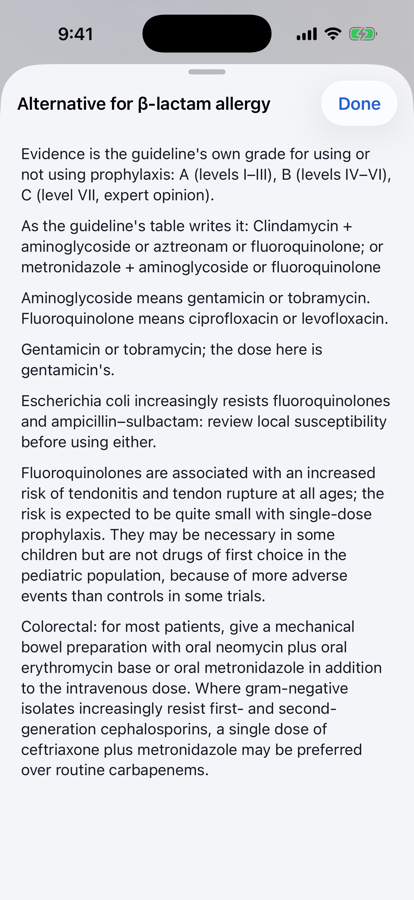 9:41
Alternative for β-lactam allergy
Done
Evidence is the guideline's own grade for using or
not using prophylaxis: A (levels I–III), B (levels IV–VI),
C (level VII, expert opinion).
As the guideline's table writes it: Clindamycin +
aminoglycoside or aztreonam or fluoroquinolone; or
metronidazole + aminoglycoside or fluoroquinolone
Aminoglycoside means gentamicin or tobramycin.
Fluoroquinolone means ciprofloxacin or levofloxacin.
Gentamicin or tobramycin; the dose here is
gentamicin's.
Escherichia coli increasingly resists fluoroquinolones
and ampicillin–sulbactam: review local susceptibility
before using either.
Fluoroquinolones are associated with an increased
risk of tendonitis and tendon rupture at all ages; the
risk is expected to be quite small with single-dose
prophylaxis. They may be necessary in some
children but are not drugs of first choice in the
pediatric population, because of more adverse
events than controls in some trials.
Colorectal: for most patients, give a mechanical
bowel preparation with oral neomycin plus oral
erythromycin base or oral metronidazole in addition
to the intravenous dose. Where gram-negative
isolates increasingly resist first- and second-
generation cephalosporins, a single dose of
ceftriaxone plus metronidazole may be preferred
over routine carbapenems.